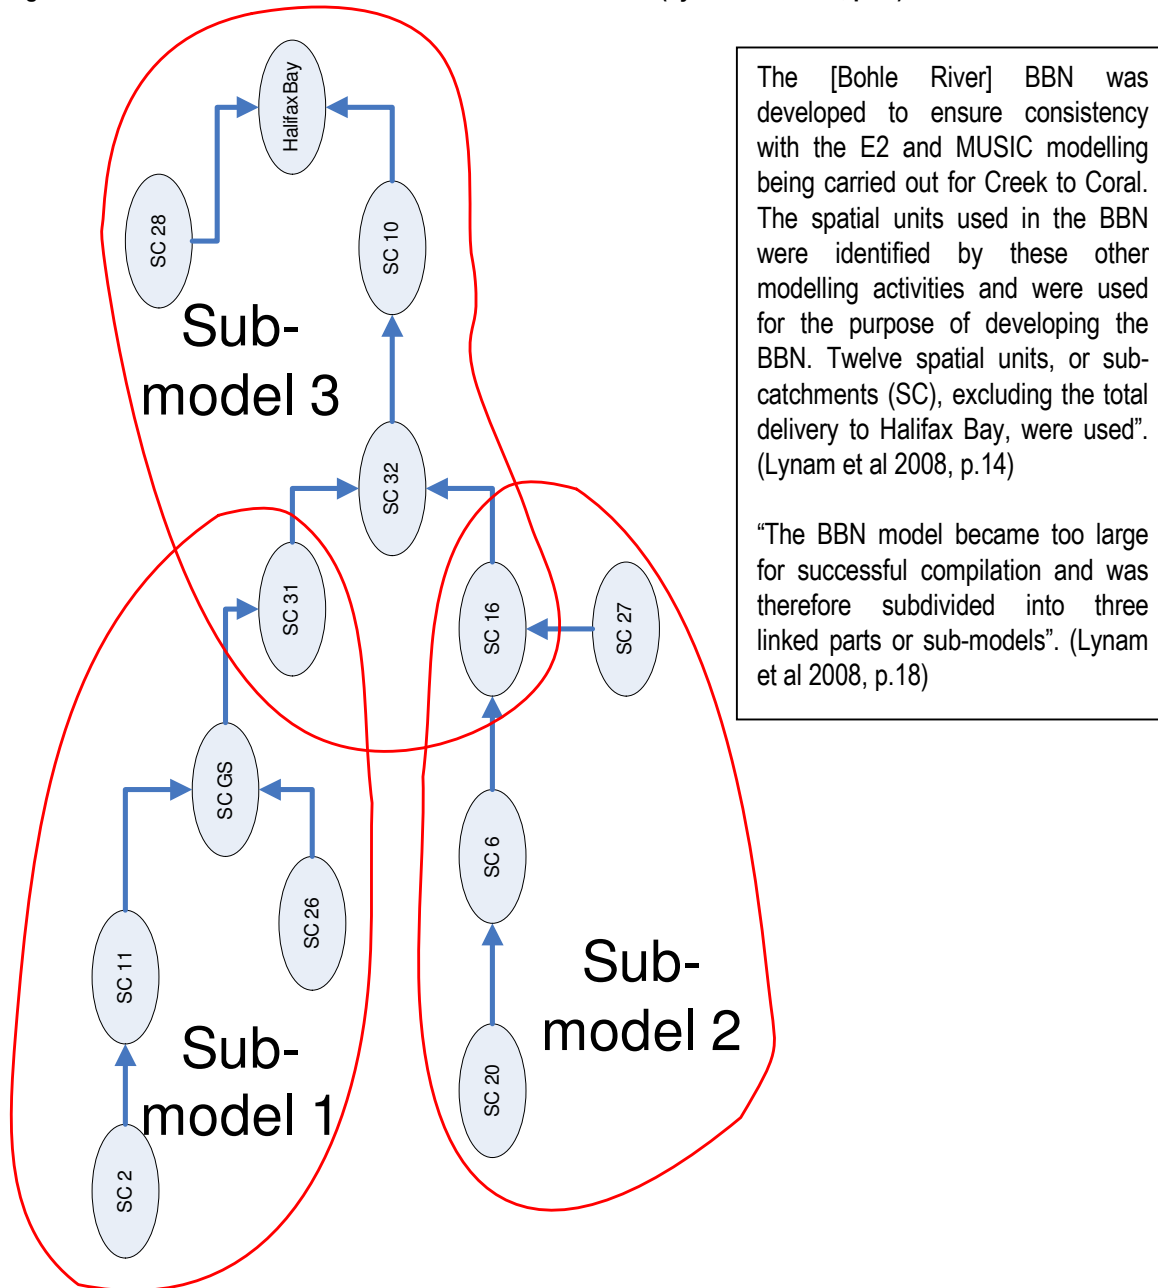 Halifax Bay
SC 28
SC 10
Sub-
model 3
SC 32
SC 31
SC 16
SC 27
SC GS
SC 6
SC 26
SC 11
Sub-
model 2
Sub-
model 1
SC 20
SC 2
The [Bohle River] BBN was
developed to ensure consistency
with the E2 and MUSIC modelling
being carried out for Creek to Coral.
The spatial units used in the BBN
were identified by these other
modelling activities and were used
for the purpose of developing the
BBN. Twelve spatial units, or sub-
catchments (SC), excluding the total
delivery to Halifax Bay, were used”.
(Lynam et al 2008, p.14)
“The BBN model became too large
for successful compilation and was
therefore subdivided into three
linked parts or sub-models”. (Lynam
et al 2008, p.18)